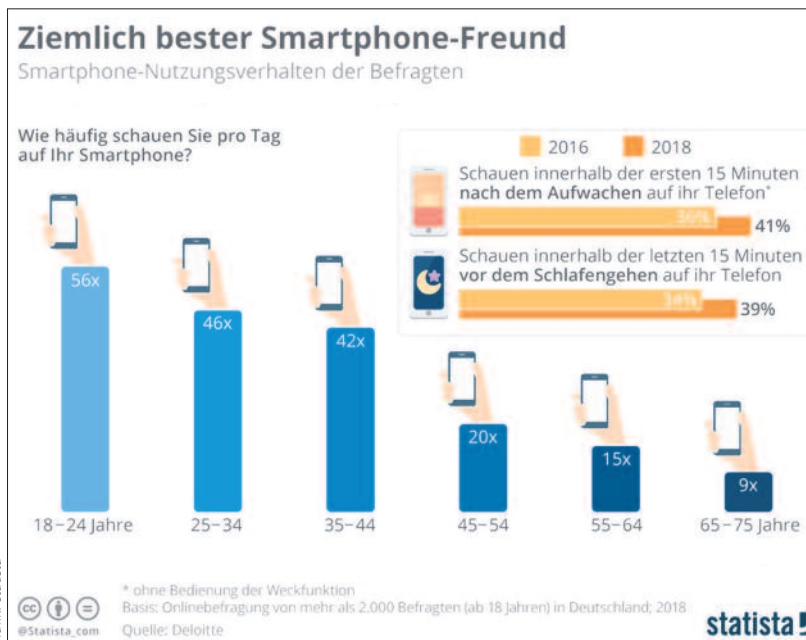 Ziemlich bester Smartphone-Freund
Smartphone-Nutzungsverhalten der Befragten
Wie häufig schauen Sie pro Tag
auf Ihr Smartphone?
2016 2018
Schauen innerhalb der ersten 15 Minuten
nach dem Aufwachen auf ihr Telefon*
36%
41%
Schauen innerhalb der letzten 15 Minuten
vor dem Schlafengehen auf ihr Telefon
39%
56x
46x
42x
20x
15x
9x
18–24 Jahre 25–34 35–44 45–54 55–64 65–75 Jahre
* ohne Bedienung der Weckfunktion
Basis: Onlinebefragung von mehr als 2.000 Befragten (ab 18 Jahren) in Deutschland; 2018
@Statista_com Quelle: Deloitte
statista